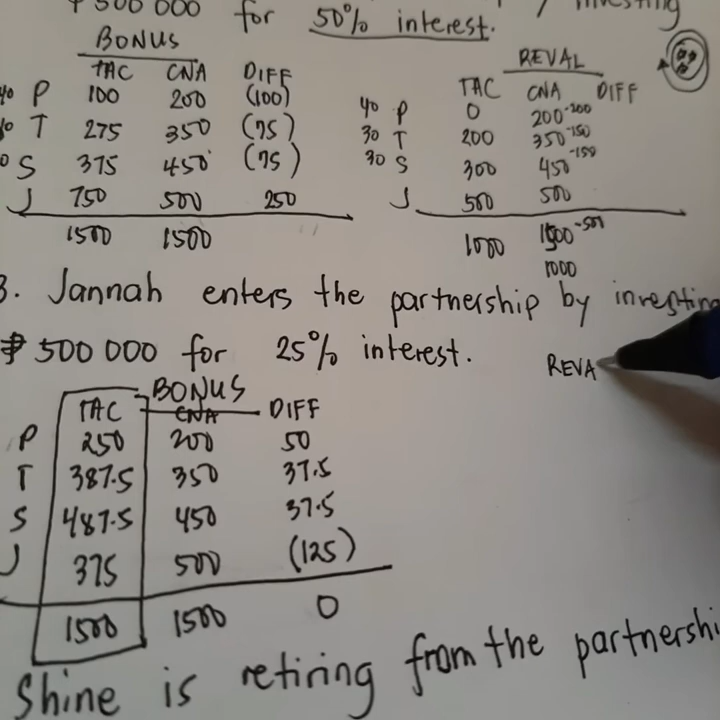 ₱500 000 for 50% interest. / investing
BONUS
TAC CNA DIFF
40 P 100 200 (100)
T 275 350 (75)
S 375 450 (75)
J 750 500 250
1500 1500
REVAL
TAC CNA DIFF
40 P 0 200 -200
30 T 200 350 -150
30 S 300 450 -150
J 500 500
1000 1500 -500
1000
3. Jannah enters the partnership by investing
₱500 000 for 25% interest.
REVA
BONUS
TAC CNA DIFF
P 250 200 50
T 387.5 350 37.5
S 487.5 450 37.5
J 375 500 (125)
1500 1500 0
Shine is retiring from the partnershi